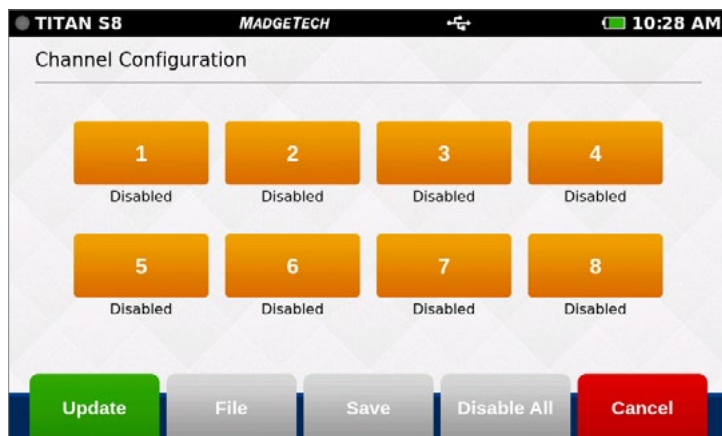 TITAN S8 MADGETECH 10:28 AM
Channel Configuration
1 2 3 4
Disabled Disabled Disabled Disabled
5 6 7 8
Disabled Disabled Disabled Disabled
Update File Save Disable All Cancel